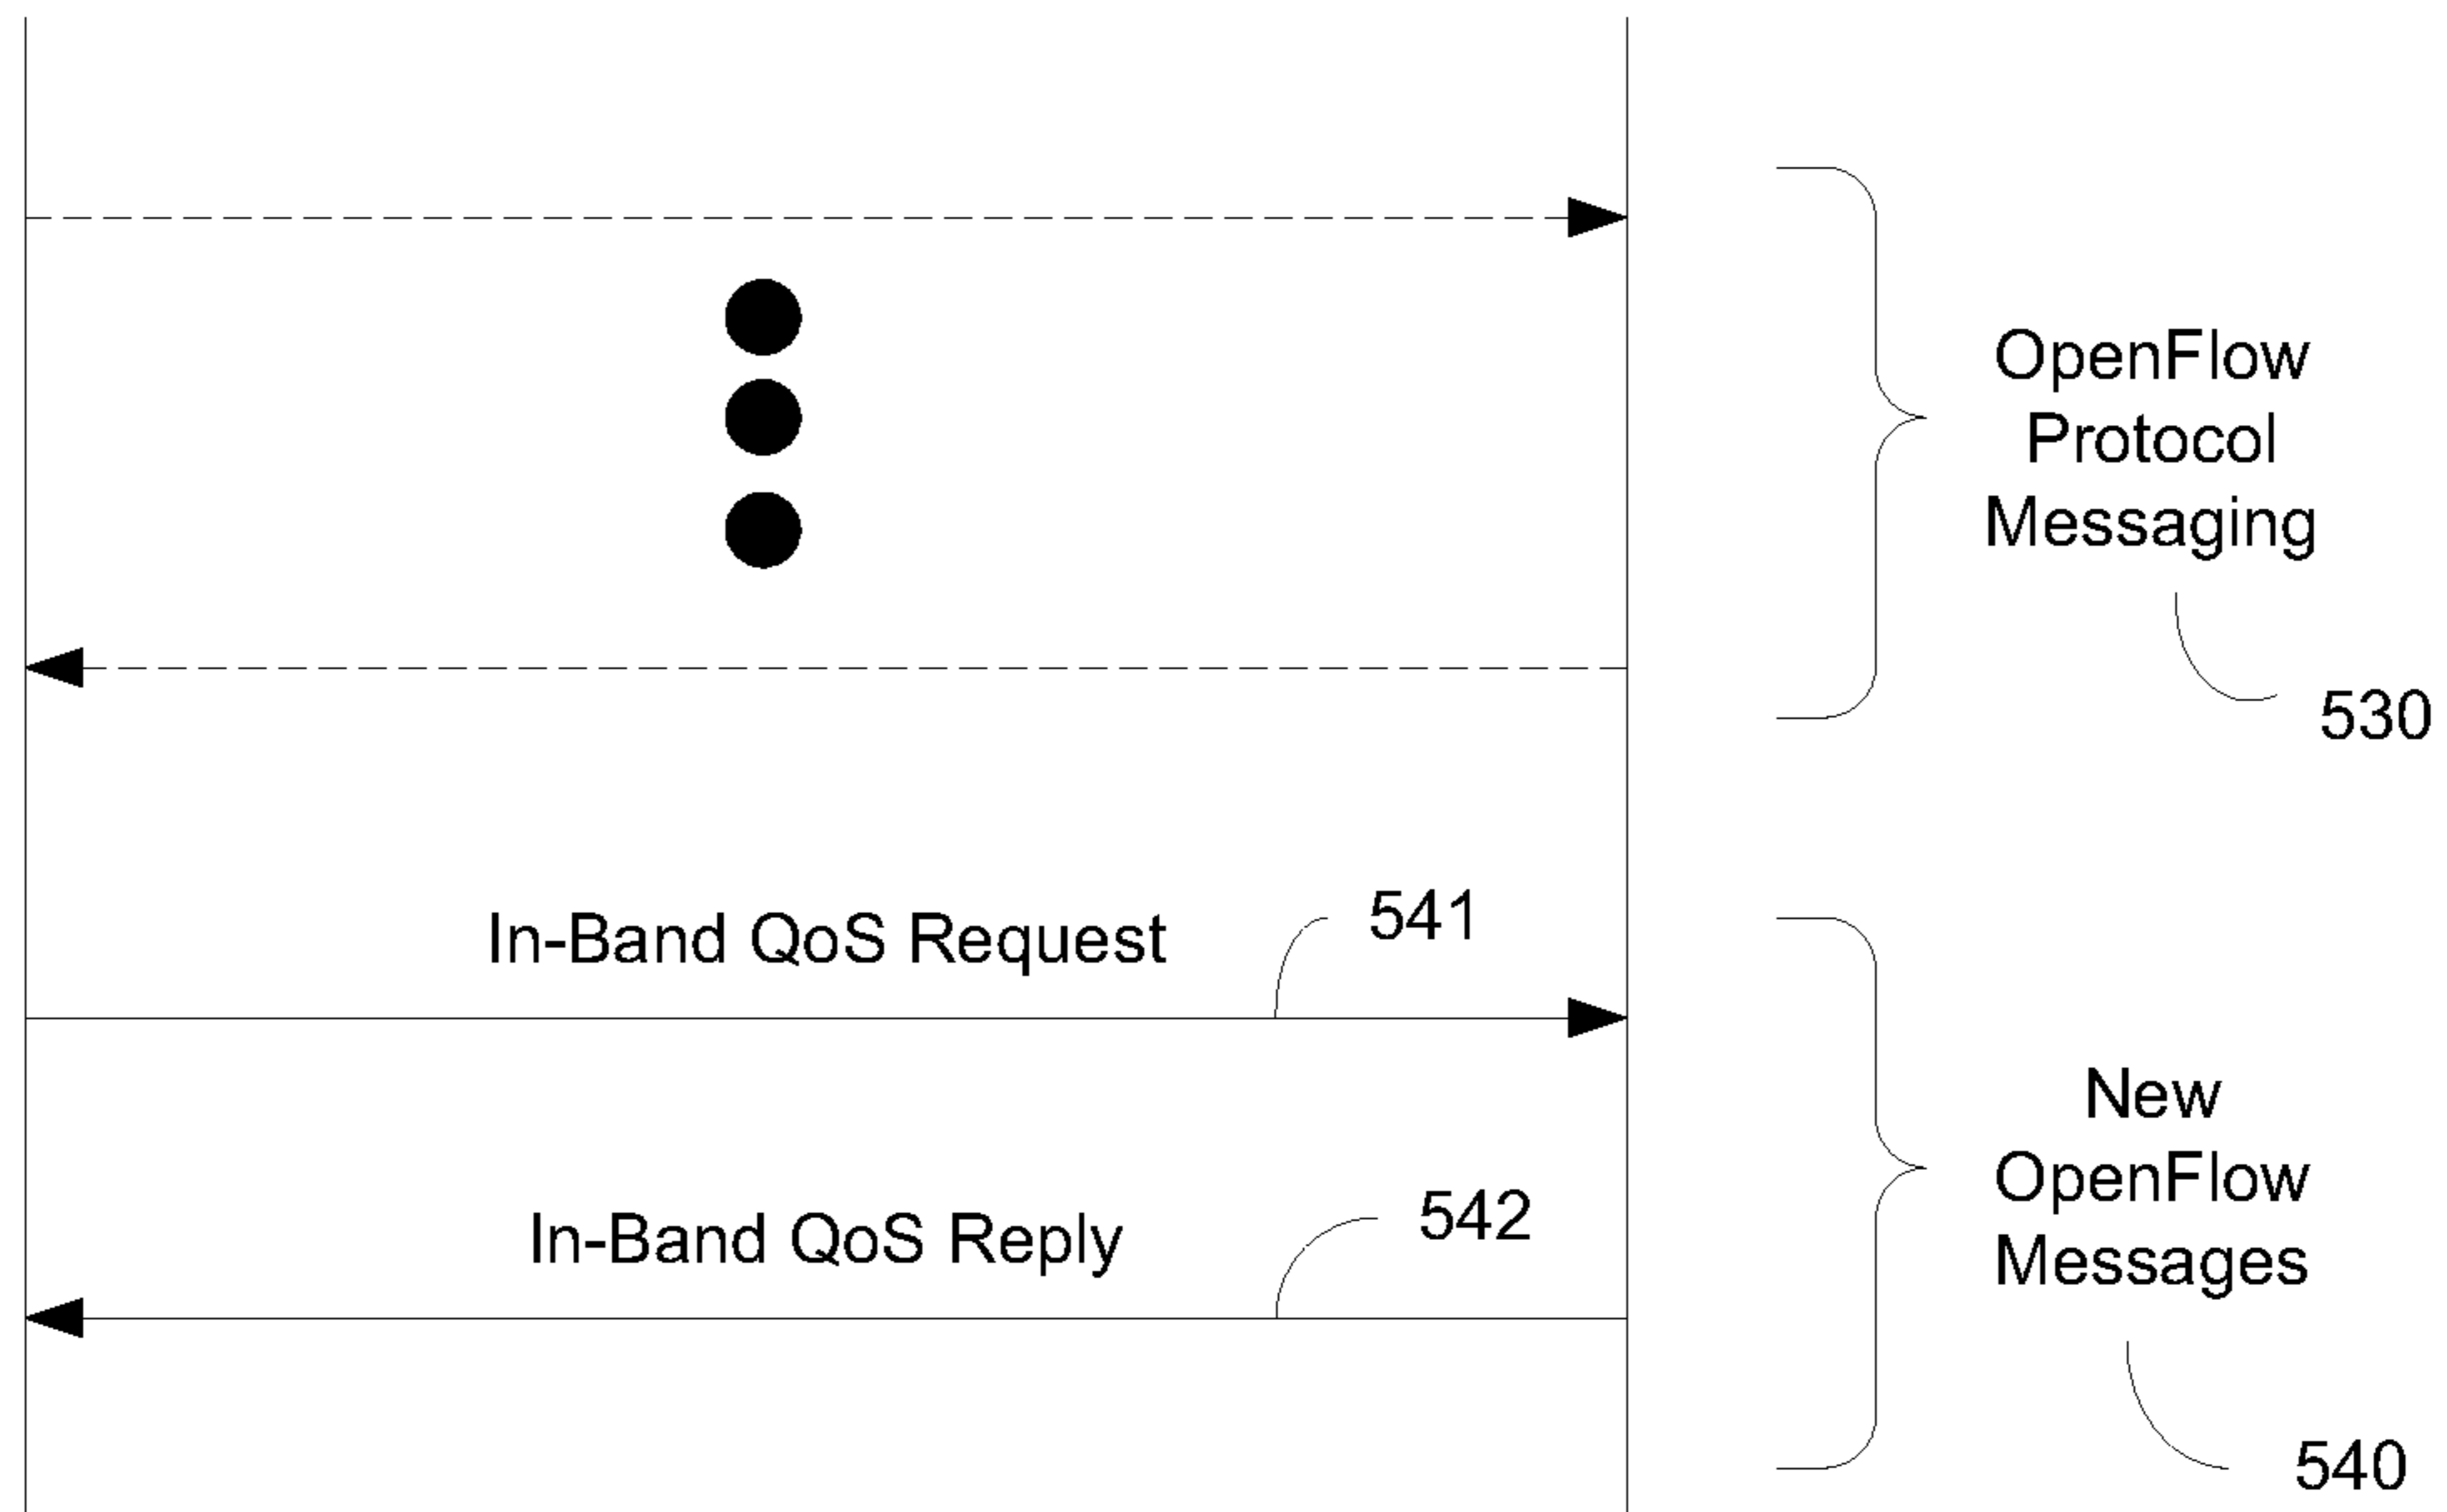 OpenFlow
Protocol
Messaging
530
In-Band QoS Request
541
In-Band QoS Reply
542
New
OpenFlow
Messages
540